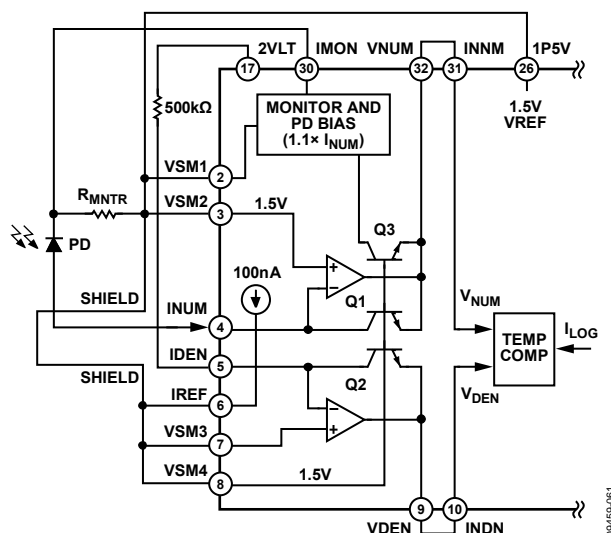 2VLT IMON VNUM INNM 1P5V
17 30 32 31 26
500kΩ
MONITOR AND
PD BIAS
(1.1× INUM)
1.5V
VREF
VSM1
2
RMNTR
VSM2
3
1.5V
Q3
PD
100nA
SHIELD
INUM
4
Q1
VNUM
ILOG
TEMP
COMP
IDEN
5
SHIELD
Q2
VDEN
IREF
6
VSM3
7
VSM4
8
1.5V
9 10
VDEN INDN
09459-061